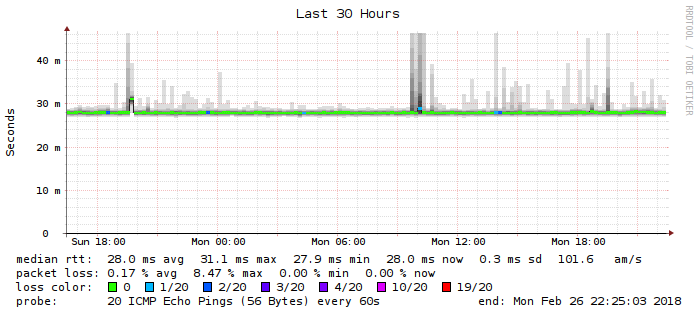 Last 30 Hours
RRDTOOL / TOBI OETIKER
Seconds
40 m
30 m
20 m
10 m
0
Sun 18:00 Mon 00:00 Mon 06:00 Mon 12:00 Mon 18:00
median rtt: 28.0 ms avg 31.1 ms max 27.9 ms min 28.0 ms now 0.3 ms sd 101.6 am/s
packet loss: 0.17 % avg 8.47 % max 0.00 % min 0.00 % now
loss color: 0 1/20 2/20 3/20 4/20 10/20 19/20
probe: 20 ICMP Echo Pings (56 Bytes) every 60s end: Mon Feb 26 22:25:03 2018